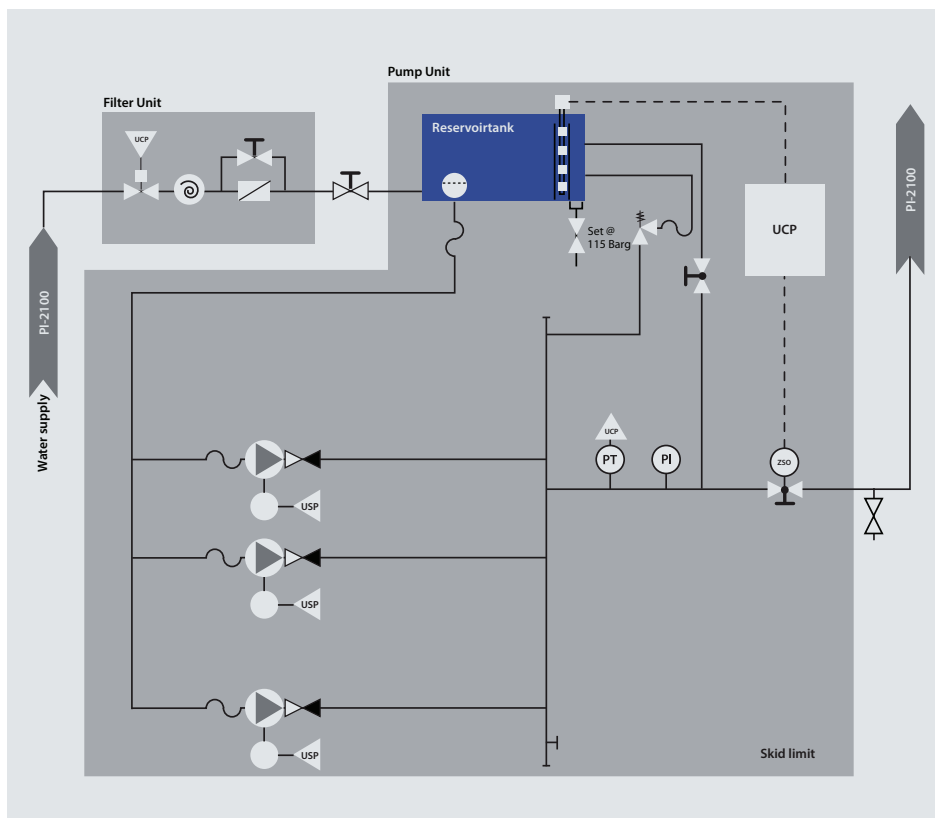 Pump Unit
Filter Unit
UCP
Reservoirtank
PI-2100
UCP
Set @
115 Barg
PI-2100
Water supply
UCP
PT
PI
ZSO
USP
USP
USP
Skid limit